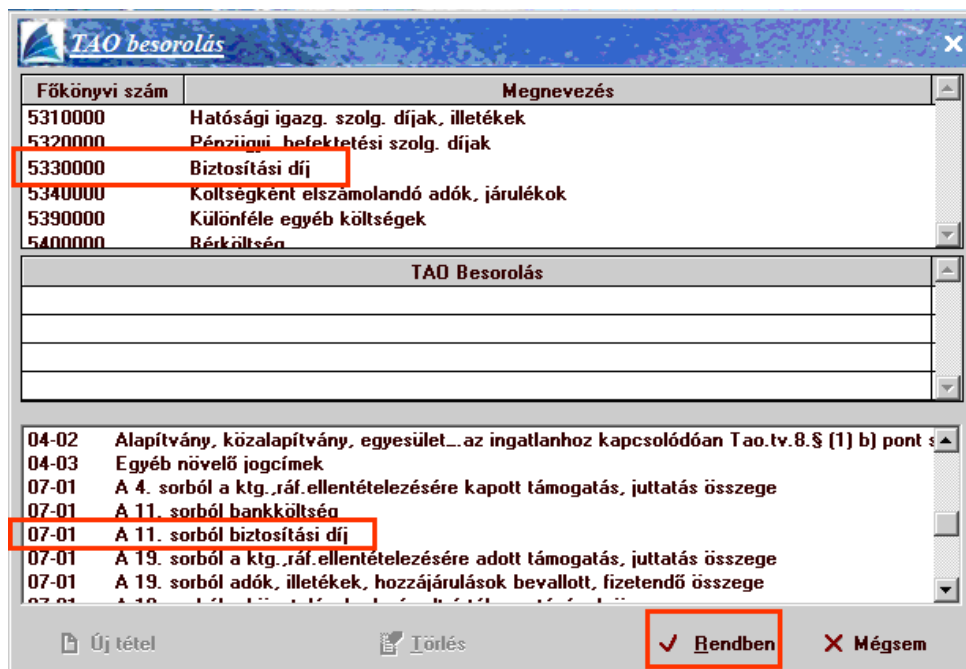 TAO besorolás
Főkönyvi szám Megnevezés
5310000 Hatósági igazg. szolg. díjak, illetékek
5320000 Pénzügyi, befektetési szolg. díjak
5330000 Biztosítási díj
5340000 Költségként elszámolandó adók, járulékok
5390000 Különféle egyéb költségek
5400000 Bérköltség
TAO Besorolás
04-02 Alapítvány, közalapítvány, egyesület_.az ingatlanhoz kapcsolódóan Tao.tv.8.§ (1) b) pont s
04-03 Egyéb növelő jogcímek
07-01 A 4. sorból a ktg.,ráf.ellentételezésére kapott támogatás, juttatás összege
07-01 A 11. sorból bankköltség
07-01 A 11. sorból biztosítási díj
07-01 A 19. sorból a ktg.,ráf.ellentételezésére adott támogatás, juttatás összege
07-01 A 19. sorból adók, illetékek, hozzájárulások bevallott, fizetendő összege
Új tétel Törlés Rendben Mégsem